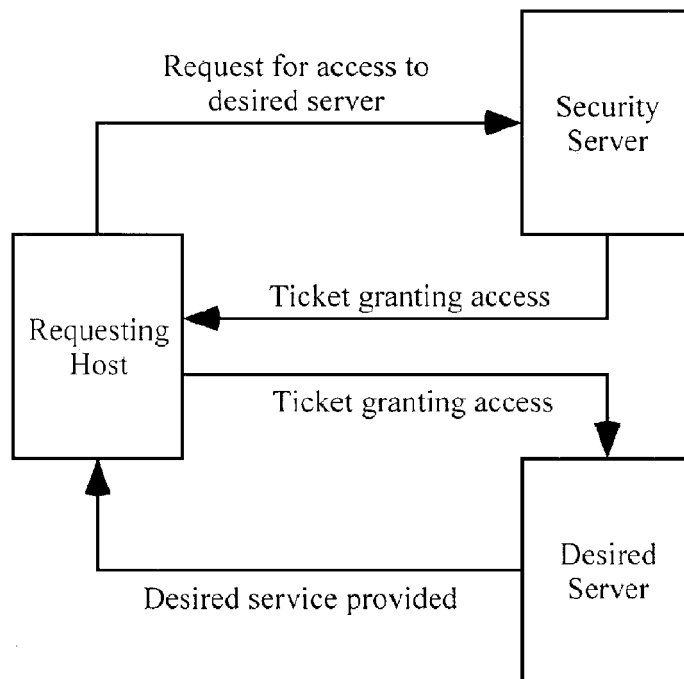 Request for access to
desired server
Security
Server
Ticket granting access
Requesting
Host
Ticket granting access
Desired
Server
Desired service provided